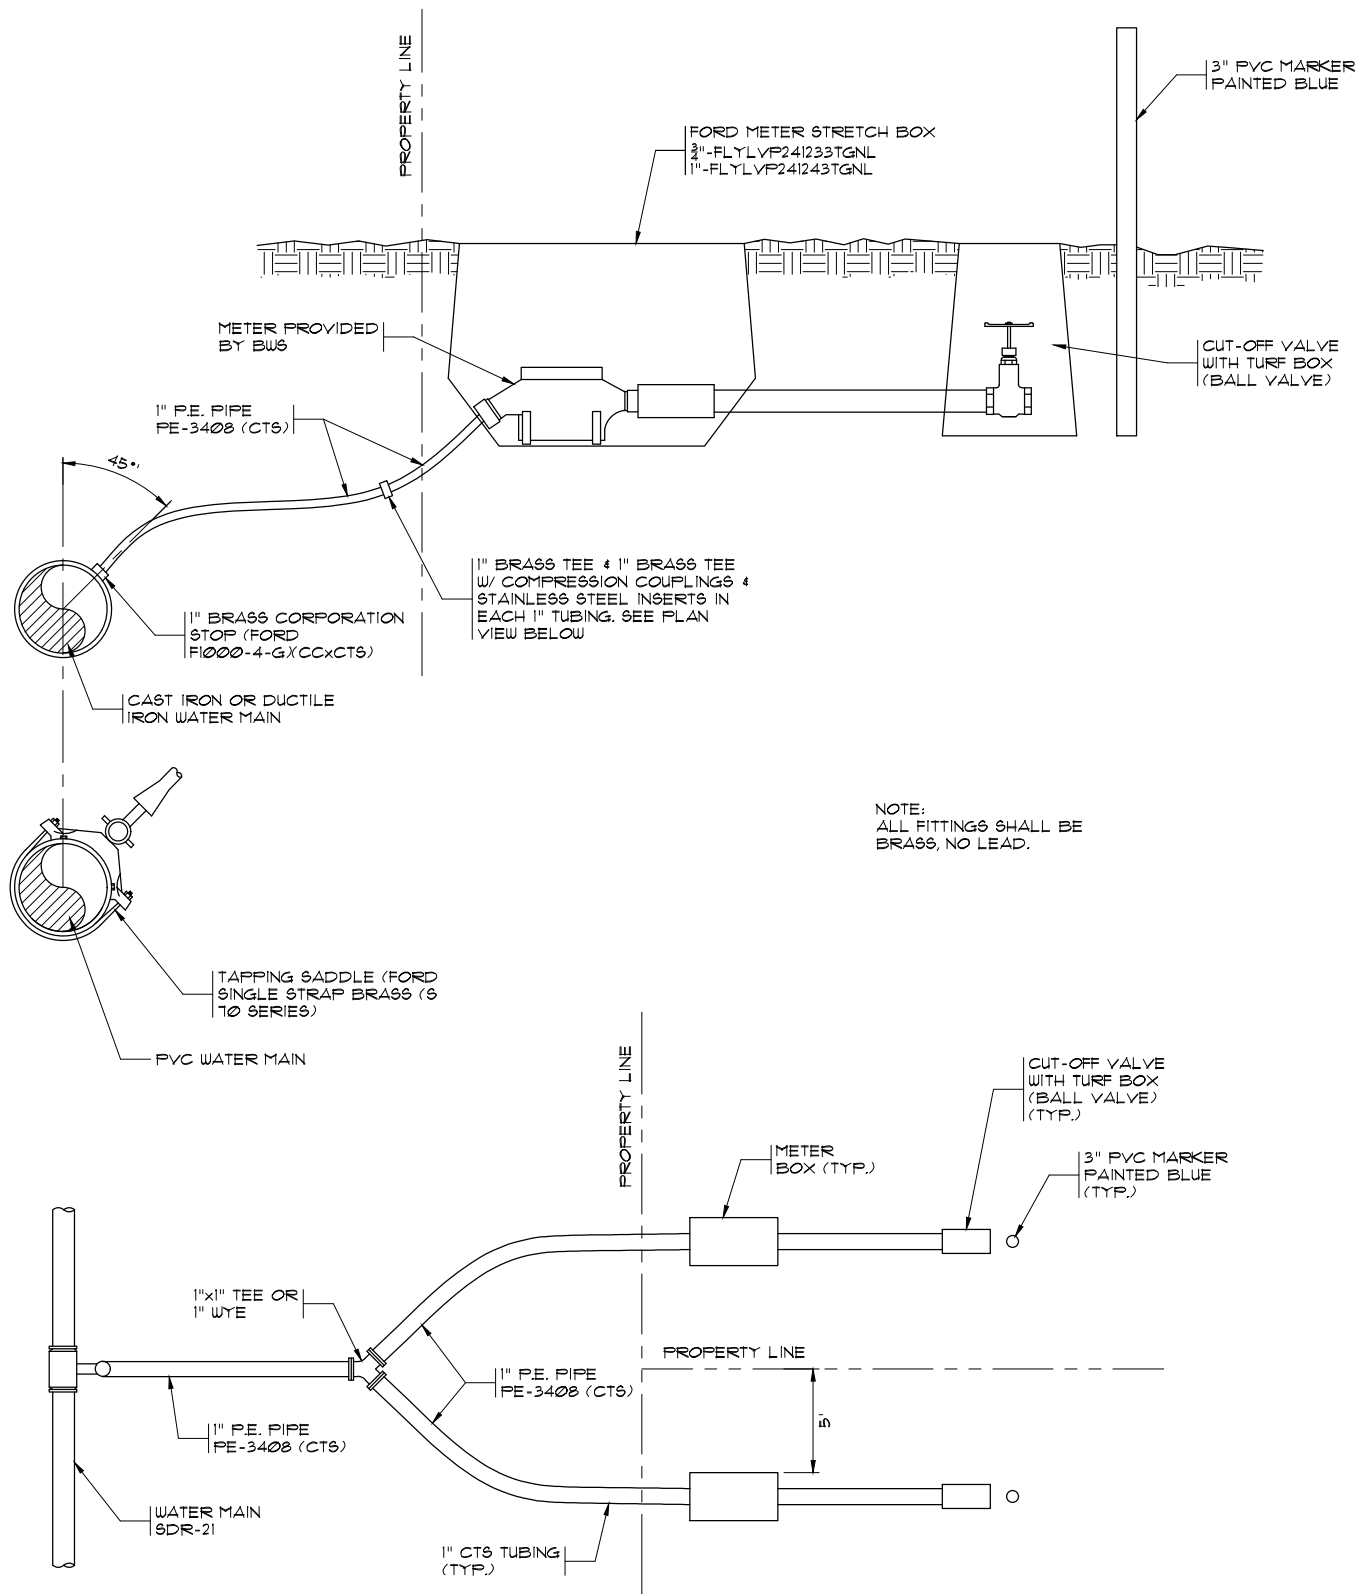 PROPERTY LINE
3" PVC MARKER
PAINTED BLUE
FORD METER STRETCH BOX
3/4"-FLYLVP241233TGNL
1"-FLYLVP241243TGNL
METER PROVIDED
BY BWS
CUT-OFF VALVE
WITH TURF BOX
(BALL VALVE)
1" P.E. PIPE
PE-3408 (CTS)
45°
1" BRASS TEE & 1" BRASS TEE
W/ COMPRESSION COUPLINGS &
STAINLESS STEEL INSERTS IN
EACH 1" TUBING. SEE PLAN
VIEW BELOW
1" BRASS CORPORATION
STOP (FORD
F1000-4-G)(CCxCTS)
CAST IRON OR DUCTILE
IRON WATER MAIN
NOTE:
ALL FITTINGS SHALL BE
BRASS, NO LEAD.
TAPPING SADDLE (FORD
SINGLE STRAP BRASS (S
70 SERIES)
PVC WATER MAIN
PROPERTY LINE
CUT-OFF VALVE
WITH TURF BOX
(BALL VALVE)
(TYP.)
METER
BOX (TYP.)
3" PVC MARKER
PAINTED BLUE
(TYP.)
1"x1" TEE OR
1" WYE
PROPERTY LINE
1" P.E. PIPE
PE-3408 (CTS)
5'
1" P.E. PIPE
PE-3408 (CTS)
WATER MAIN
SDR-21
1" CTS TUBING
(TYP.)